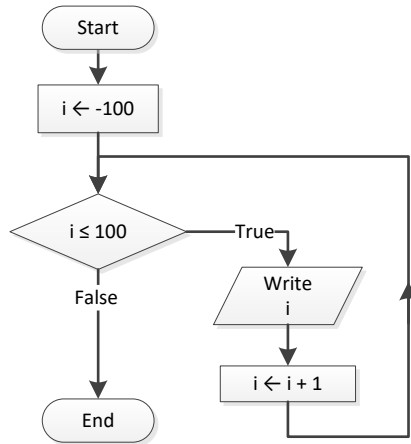 Start
i ← -100
i ≤ 100
True
False
Write
i
i ← i + 1
End